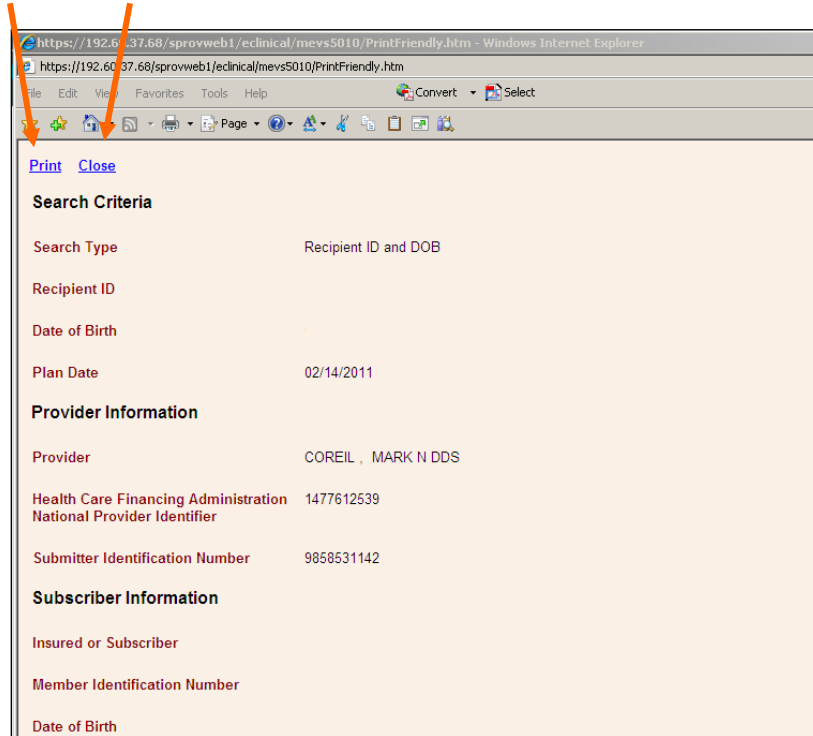 https://192.60.37.68/sprovweb1/eclinical/mevs5010/PrintFriendly.htm - Windows Internet Explorer
https://192.60.37.68/sprovweb1/eclinical/mevs5010/PrintFriendly.htm
File Edit View Favorites Tools Help Convert Select
Page
Print Close
Search Criteria
Search Type Recipient ID and DOB
Recipient ID
Date of Birth
Plan Date 02/14/2011
Provider Information
Provider COREIL , MARK N DDS
Health Care Financing Administration 1477612539
National Provider Identifier
Submitter Identification Number 9858531142
Subscriber Information
Insured or Subscriber
Member Identification Number
Date of Birth